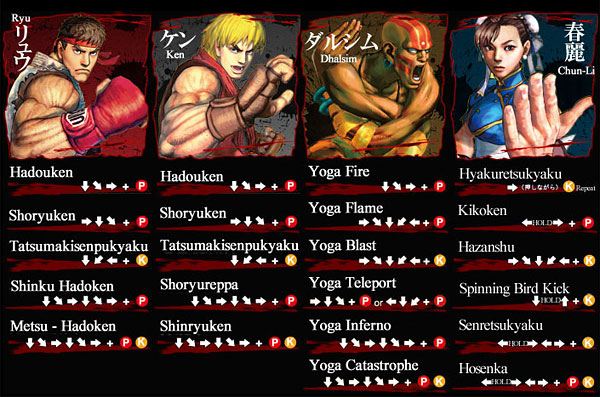 Ryu
リュウ
Hadouken
↓↘→ + P
Shoryuken
→↓↘ + P
Tatsumakisenpukyaku
↓↙← + K
Shinku Hadoken
↓↘→↓↘→ + P
Metsu - Hadoken
↓↘→↓↘→ + P K
ケン
Ken
Hadouken
↓↘→ + P
Shoryuken
→↓↘ + P
Tatsumakisenpukyaku
↓↙← + K
Shoryureppa
↓↘→↓↘→ + P
Shinryuken
↓↘→↓↘→ + P K
ダルシム
Dhalsim
Yoga Fire
↓↘→ + P
Yoga Flame
→↘↓↙← + P
Yoga Blast
→↘↓↙← + K
Yoga Teleport
→↓↘ + P or ←↓↙ + P
Yoga Inferno
↓↘→↓↘→ + P
Yoga Catastrophe
↓↘→↓↘→ + P K
春麗
Chun-Li
Hyakuretsukyaku
→ (押しながら) K Repeat
Kikoken
←HOLD→ + P
Hazanshu
→↘↓↙← + K
Spinning Bird Kick
↓HOLD↑ + K
Senretsukyaku
←HOLD→←→ + K
Hosenka
←HOLD→←→ + P K